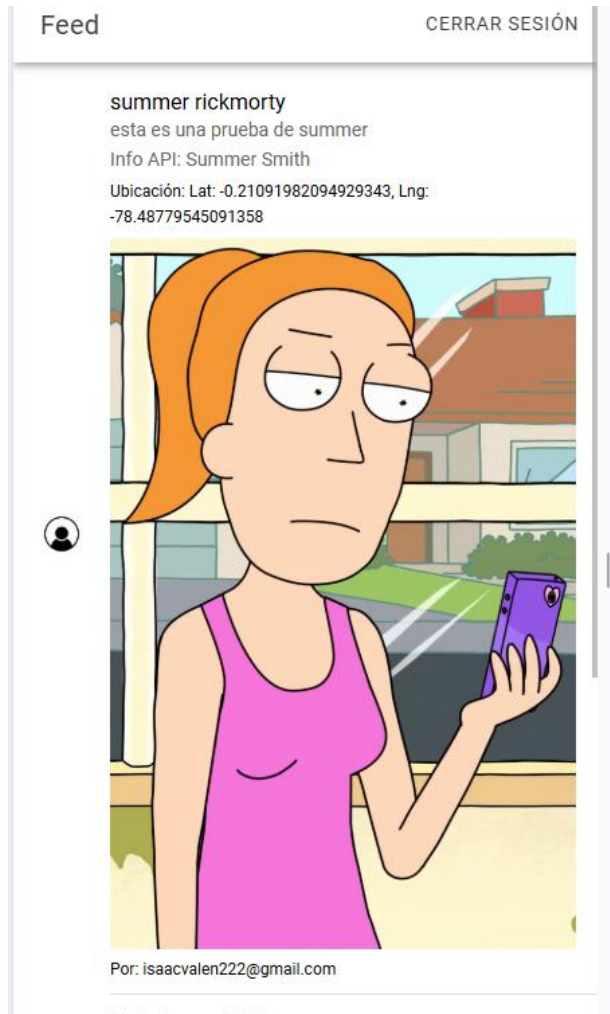 Feed
CERRAR SESIÓN
summer rickmorty
esta es una prueba de summer
Info API: Summer Smith
Ubicación: Lat: -0.21091982094929343, Lng:
-78.48779545091358
Por: isaacvalen222@gmail.com